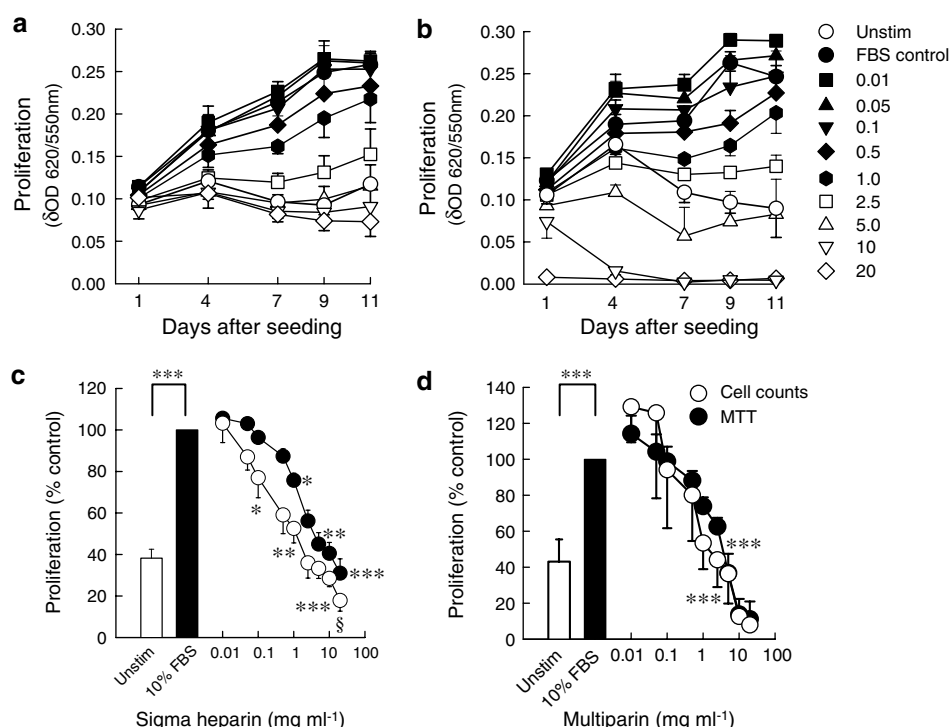 a
0.30
0.25
0.20
0.15
0.10
0.05
0.00
Proliferation
(δOD 620/550nm)
1 4 7 9 11
Days after seeding
b
0.30
0.25
0.20
0.15
0.10
0.05
0.00
Proliferation
(δOD 620/550nm)
1 4 7 9 11
Days after seeding
Unstim
FBS control
0.01
0.05
0.1
0.5
1.0
2.5
5.0
10
20
c
120
100
80
60
40
20
0
Proliferation (% control)
***
*
*
**
**
***
***
§
Unstim
10% FBS
0.01 0.1 1 10 100
Sigma heparin (mg ml-1)
d
140
120
100
80
60
40
20
0
Proliferation (% control)
***
Cell counts
MTT
***
***
Unstim
10% FBS
0.01 0.1 1 10 100
Multiparin (mg ml-1)